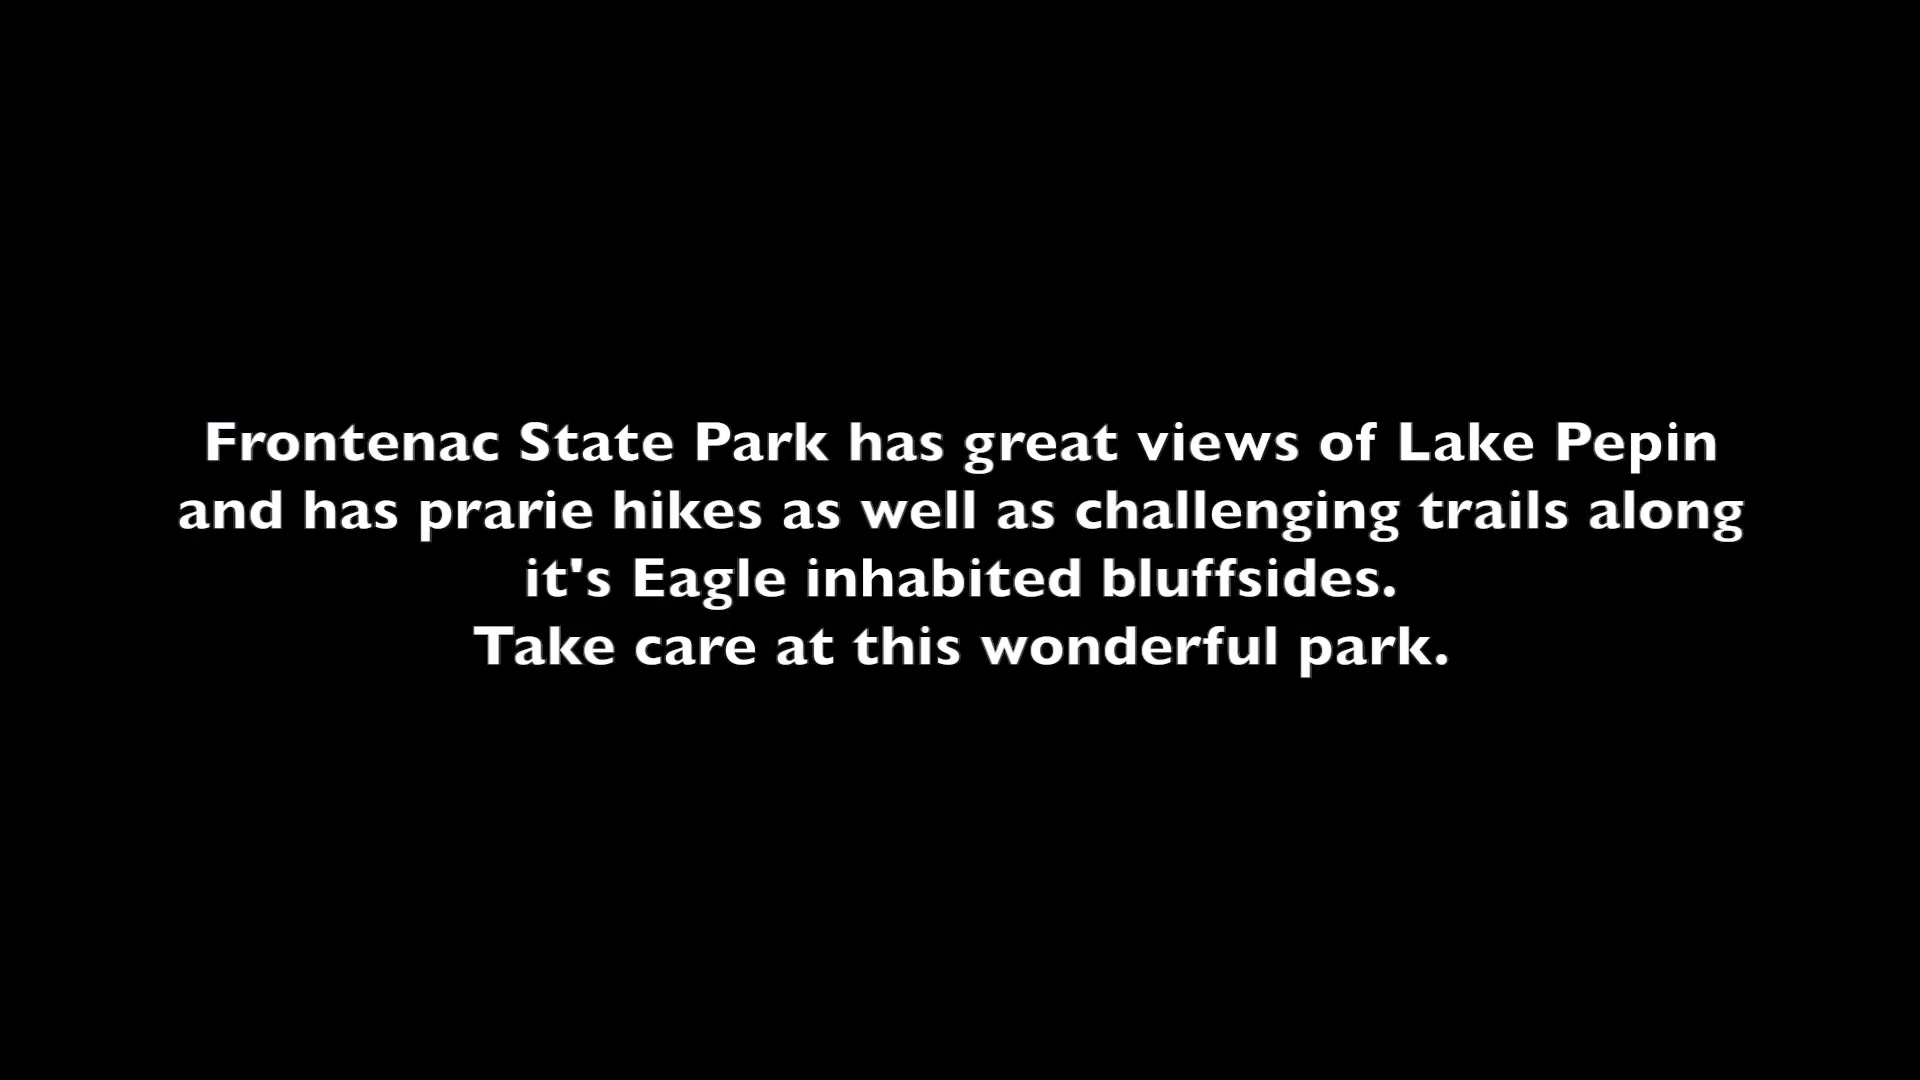 Frontenac State Park has great views of Lake Pepin
and has prarie hikes as well as challenging trails along
it's Eagle inhabited bluffsides.
Take care at this wonderful park.